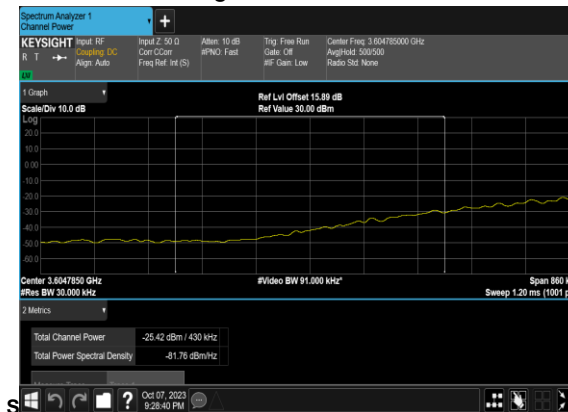 Spectrum Analyzer 1
Channel Power
+
KEYSIGHT Input: RF Input Z: 50 Ω Atten: 10 dB Trig: Free Run Center Freq: 3.604785000 GHz
R T Coupling: DC Corr CCorr #PNO: Fast Gate: Off Avg|Hold: 500/500
Align: Auto Freq Ref: Int (S) #IF Gain: Low Radio Std: None
1 Graph
Ref Lvl Offset 15.89 dB
Scale/Div 10.0 dB Ref Value 30.00 dBm
Log
20.0
10.0
0.00
-10.0
-20.0
-30.0
-40.0
-50.0
-60.0
Center 3.6047850 GHz #Video BW 91.000 kHz* Span 860
#Res BW 30.000 kHz Sweep 1.20 ms (1001
2 Metrics
Total Channel Power -25.42 dBm / 430 kHz
Total Power Spectral Density -81.76 dBm/Hz
s
? Oct 07, 2023
9:28:40 PM